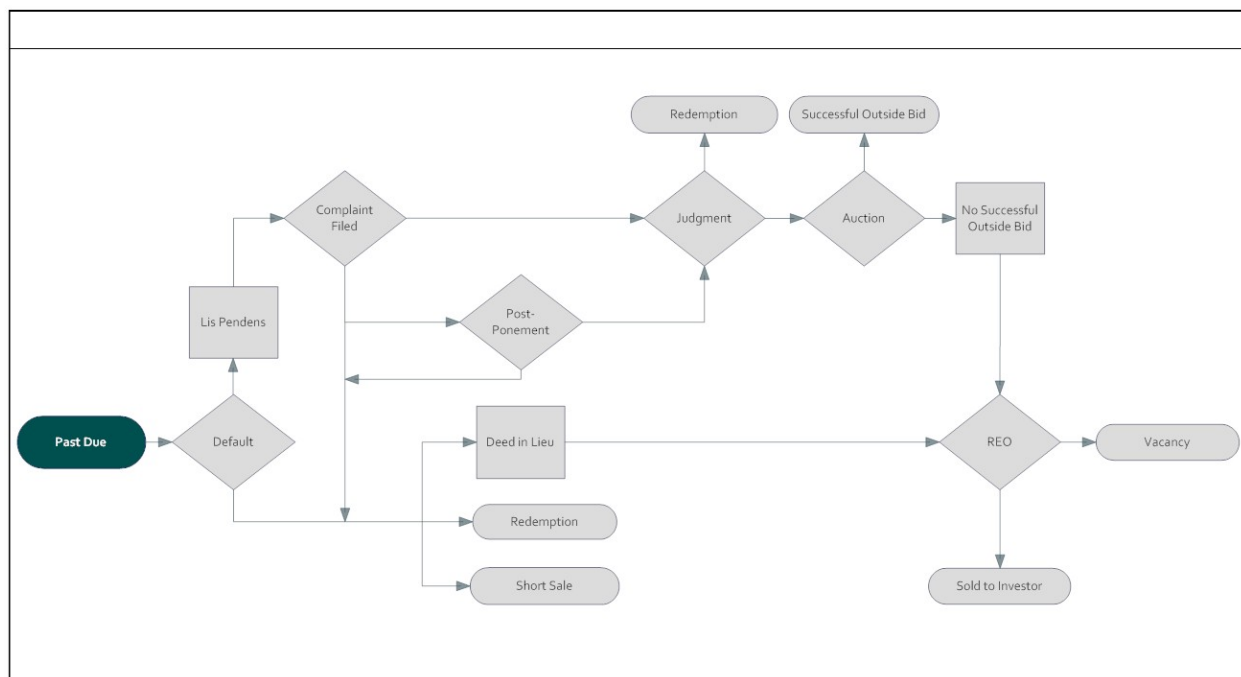 Redemption
Successful Outside Bid
Complaint
Filed
Judgment
Auction
No Successful
Outside Bid
Lis Pendens
Post-
Ponement
Past Due
Default
Deed in Lieu
REO
Vacancy
Redemption
Short Sale
Sold to Investor